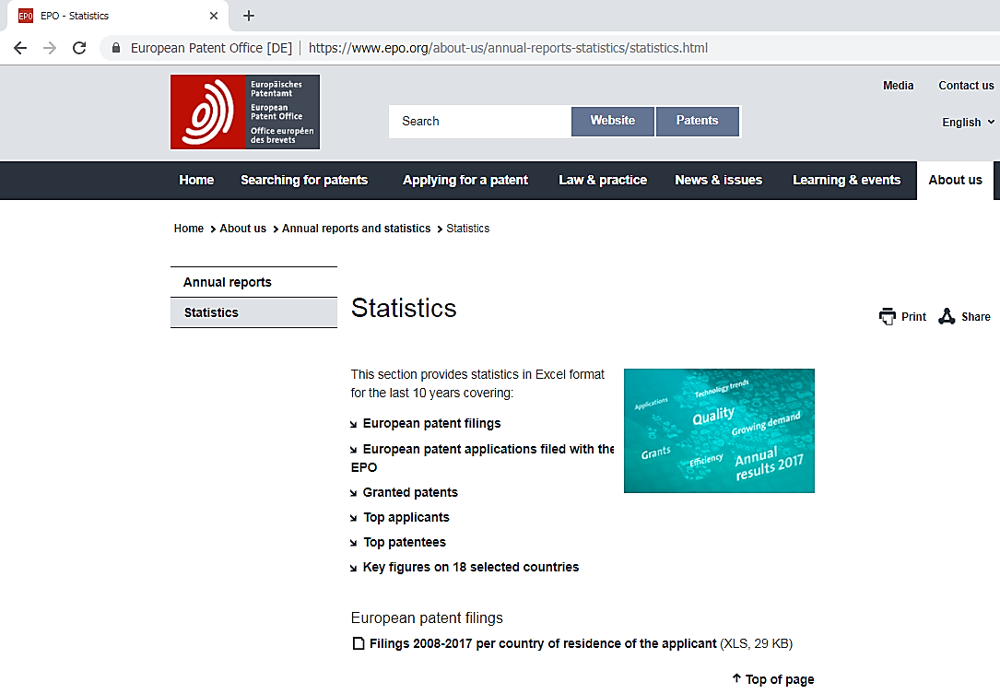 EPO EPO - Statistics
European Patent Office [DE] | https://www.epo.org/about-us/annual-reports-statistics/statistics.html
Europäisches
Patentamt
European
Patent Office
Office européen
des brevets
Media Contact us
Search Website Patents
English
Home Searching for patents Applying for a patent Law & practice News & issues Learning & events About us
Home > About us > Annual reports and statistics > Statistics
Annual reports
Statistics
Statistics
Print Share
This section provides statistics in Excel format
for the last 10 years covering:
European patent filings
European patent applications filed with the
EPO
Granted patents
Top applicants
Top patentees
Key figures on 18 selected countries
Applications
Technology trends
Quality
Growing demand
Grants
Efficiency
Annual
results 2017
European patent filings
Filings 2008-2017 per country of residence of the applicant (XLS, 29 KB)
Top of page